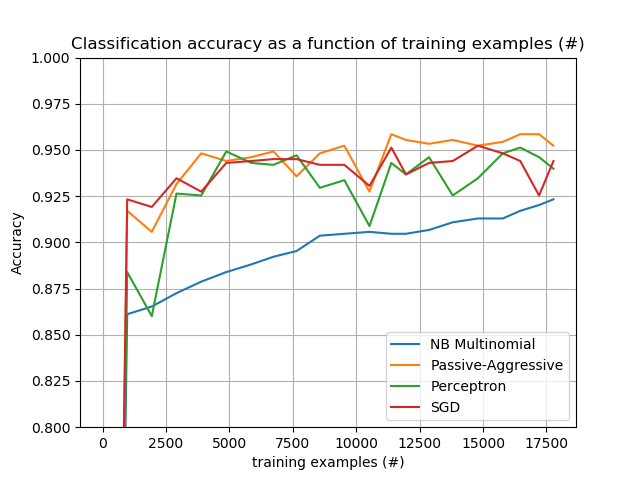 Classification accuracy as a function of training examples (#)
1.000
0.975
0.950
0.925
0.900
0.875
0.850
0.825
0.800
Accuracy
NB Multinomial
Passive-Aggressive
Perceptron
SGD
0 2500 5000 7500 10000 12500 15000 17500
training examples (#)